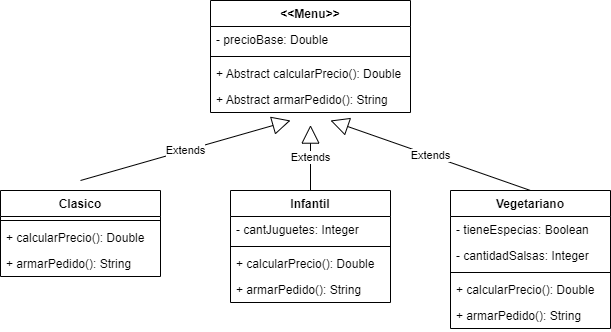 <<Menu>>
- precioBase: Double
+ Abstract calcularPrecio(): Double
+ Abstract armarPedido(): String
Extends
Extends
Extends
Clasico
+ calcularPrecio(): Double
+ armarPedido(): String
Infantil
- cantJuguetes: Integer
+ calcularPrecio(): Double
+ armarPedido(): String
Vegetariano
- tieneEspecias: Boolean
- cantidadSalsas: Integer
+ calcularPrecio(): Double
+ armarPedido(): String